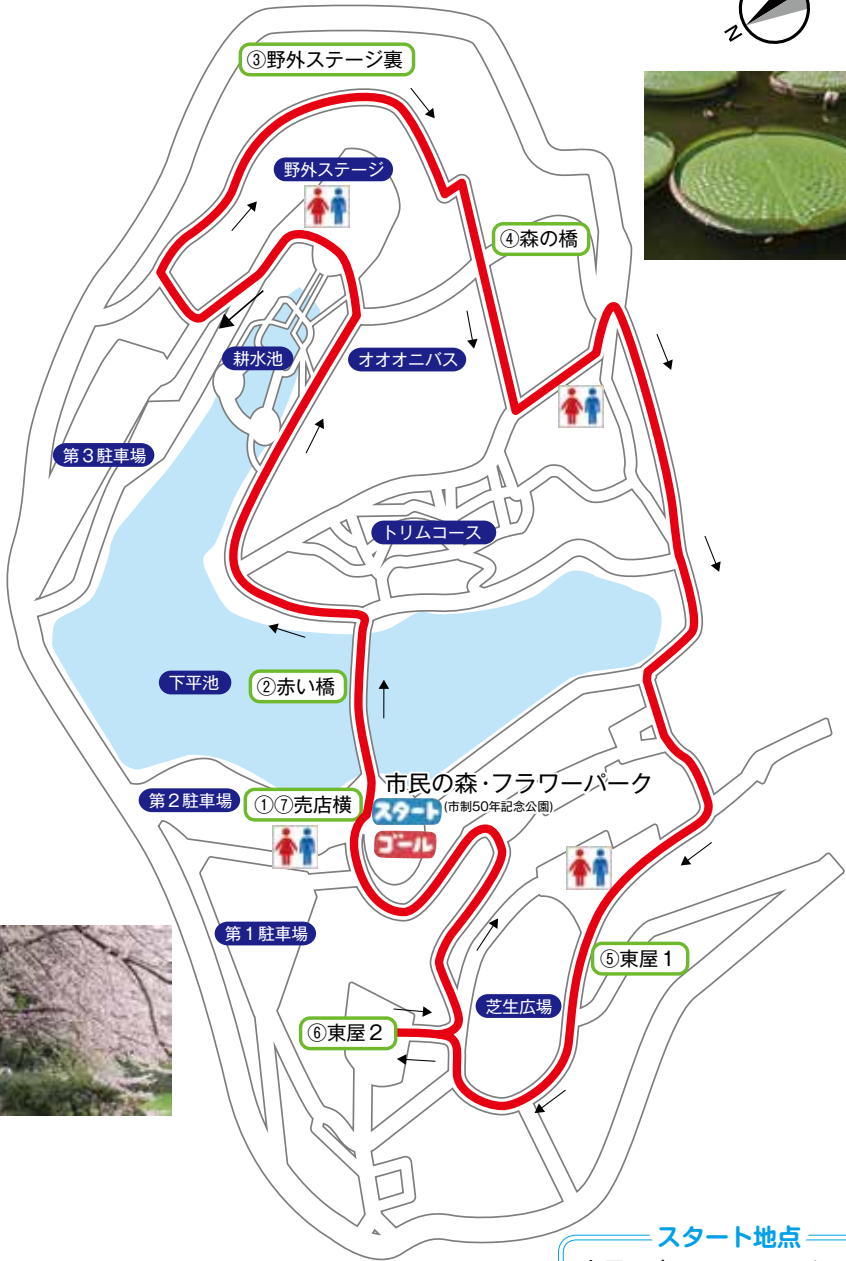 N
③野外ステージ裏
野外ステージ
④森の橋
耕水池
オオオニバス
第3駐車場
トリムコース
下平池
②赤い橋
市民の森・フラワーパーク
(市制50年記念公園)
第2駐車場
①⑦売店横
スタート
ゴール
第1駐車場
⑤東屋1
芝生広場
⑥東屋2
スタート地点